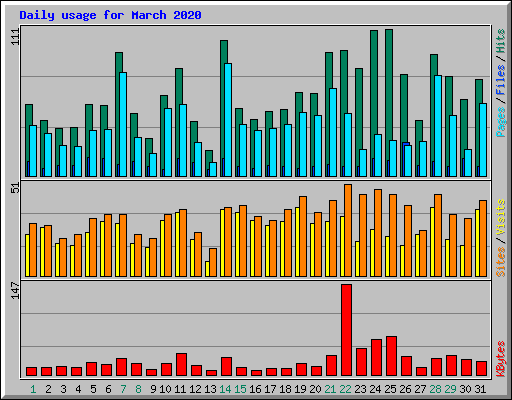 Daily usage for March 2020
111
Pages / Files / Hits
51
Sites / Visits
147
KBytes
1 2 3 4 5 6 7 8 9 10 11 12 13 14 15 16 17 18 19 20 21 22 23 24 25 26 27 28 29 30 31